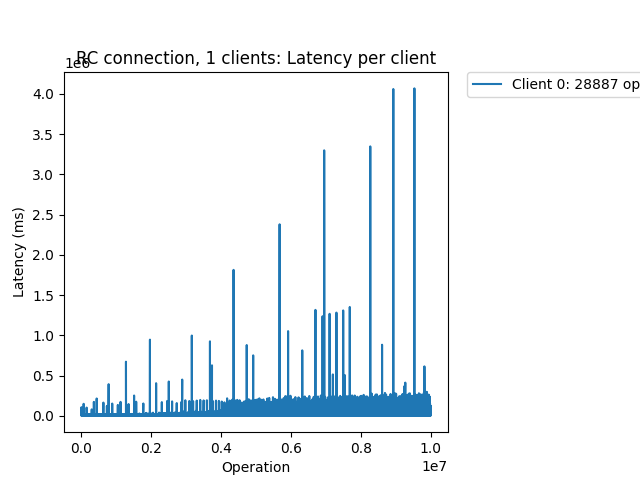 RC connection, 1 clients: Latency per client
1e6
Client 0: 28887 op
4.0
3.5
3.0
2.5
2.0
1.5
1.0
0.5
0.0
Latency (ms)
0.0 0.2 0.4 0.6 0.8 1.0
Operation
1e7